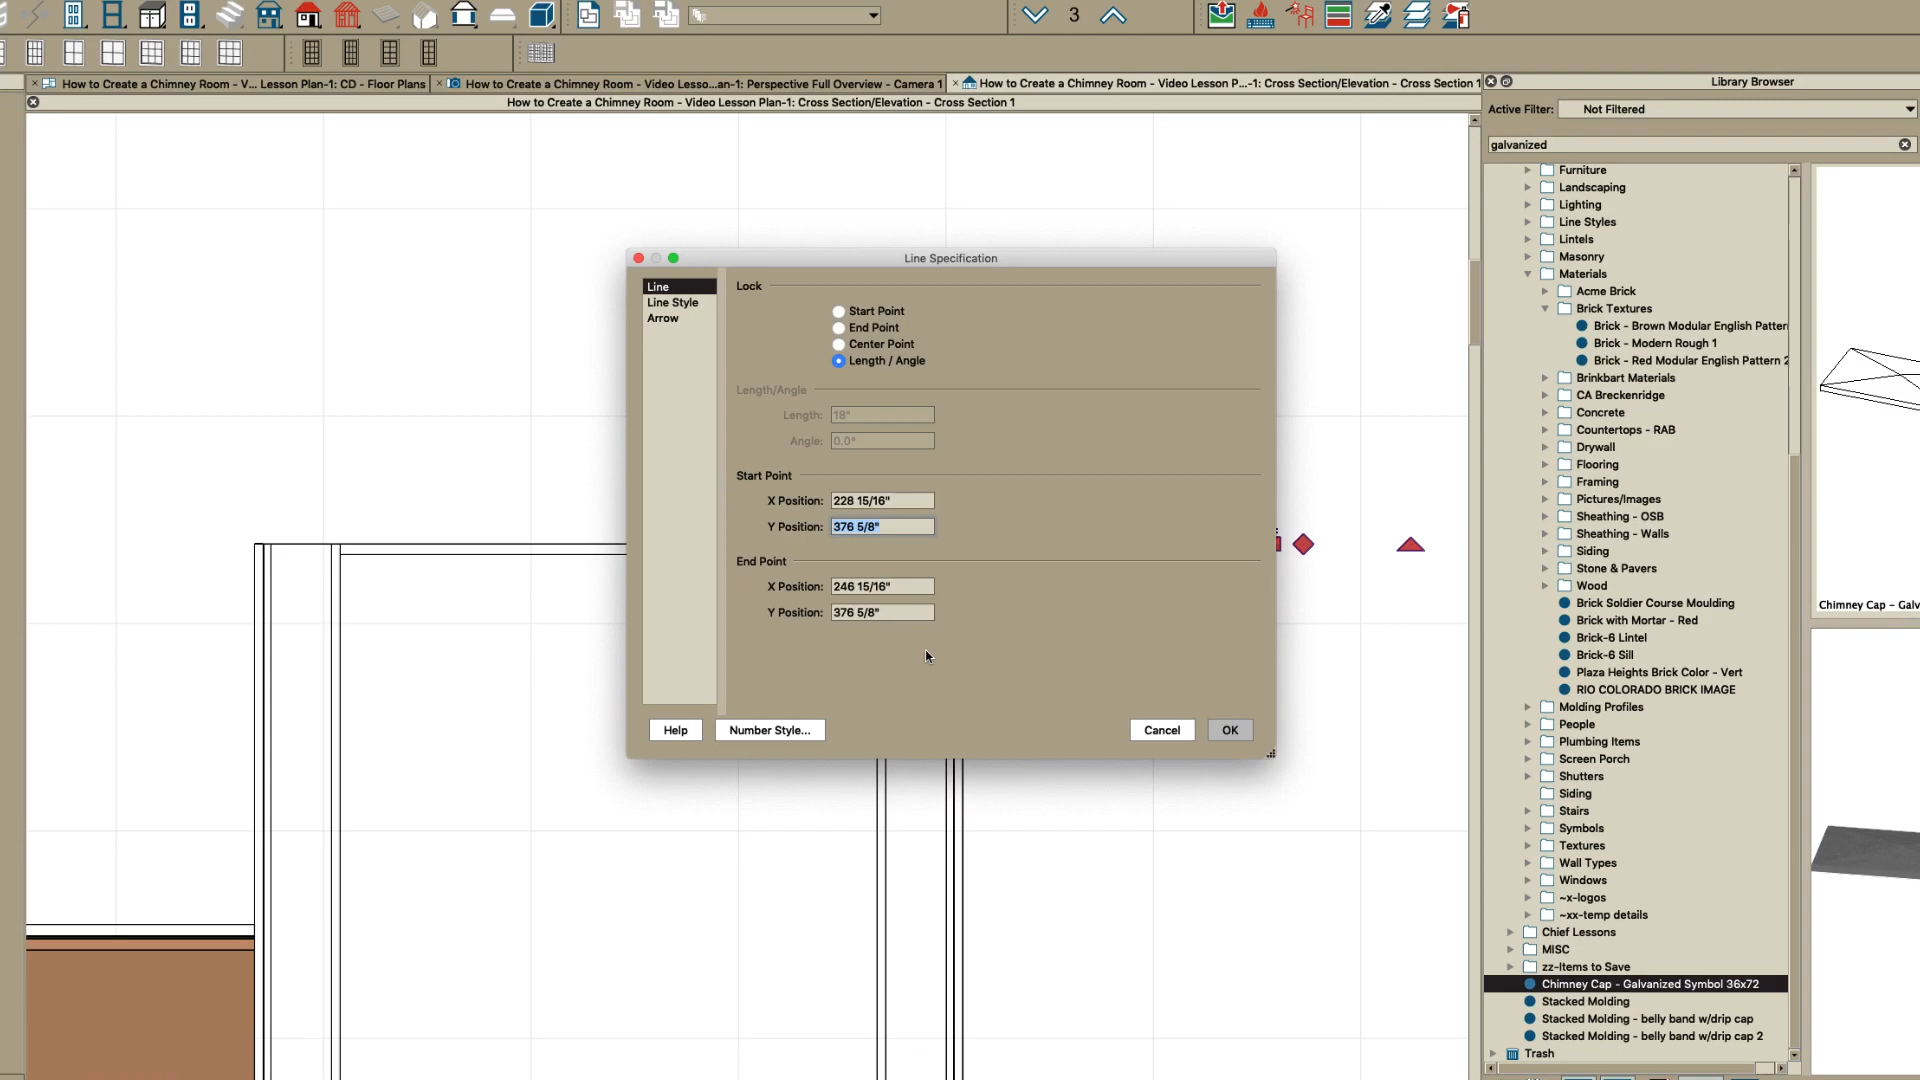 3
How to Create a Chimney Room - V... Lesson Plan-1: CD - Floor Plans
How to Create a Chimney Room - Video Lesso...an-1: Perspective Full Overview - Camera 1
How to Create a Chimney Room - Video Lesson P...-1: Cross Section/Elevation - Cross Section 1
Library Browser
How to Create a Chimney Room - Video Lesson Plan-1: Cross Section/Elevation - Cross Section 1
Active Filter: Not Filtered
galvanized
Furniture
Landscaping
Lighting
Line Styles
Lintels
Masonry
Materials
Acme Brick
Brick Textures
Brick - Brown Modular English Patter
Brick - Modern Rough 1
Brick - Red Modular English Pattern 2
Brinkbart Materials
CA Breckenridge
Concrete
Countertops - RAB
Drywall
Flooring
Framing
Pictures/Images
Sheathing - OSB
Sheathing - Walls
Siding
Stone & Pavers
Wood
Brick Soldier Course Moulding
Brick with Mortar - Red
Brick-6 Lintel
Brick-6 Sill
Plaza Heights Brick Color - Vert
RIO COLORADO BRICK IMAGE
Molding Profiles
People
Plumbing Items
Screen Porch
Shutters
Siding
Stairs
Symbols
Textures
Wall Types
Windows
~x-logos
~xx-temp details
Chief Lessons
MISC
zz-Items to Save
Chimney Cap - Galvanized Symbol 36x72
Stacked Molding
Stacked Molding - belly band w/drip cap
Stacked Molding - belly band w/drip cap 2
Trash
Chimney Cap - Galv
Line Specification
Line
Line Style
Arrow
Lock
Start Point
End Point
Center Point
Length / Angle
Length/Angle
Length: 18"
Angle: 0.0°
Start Point
X Position: 228 15/16"
Y Position: 376 5/8"
End Point
X Position: 246 15/16"
Y Position: 376 5/8"
Help
Number Style...
Cancel
OK